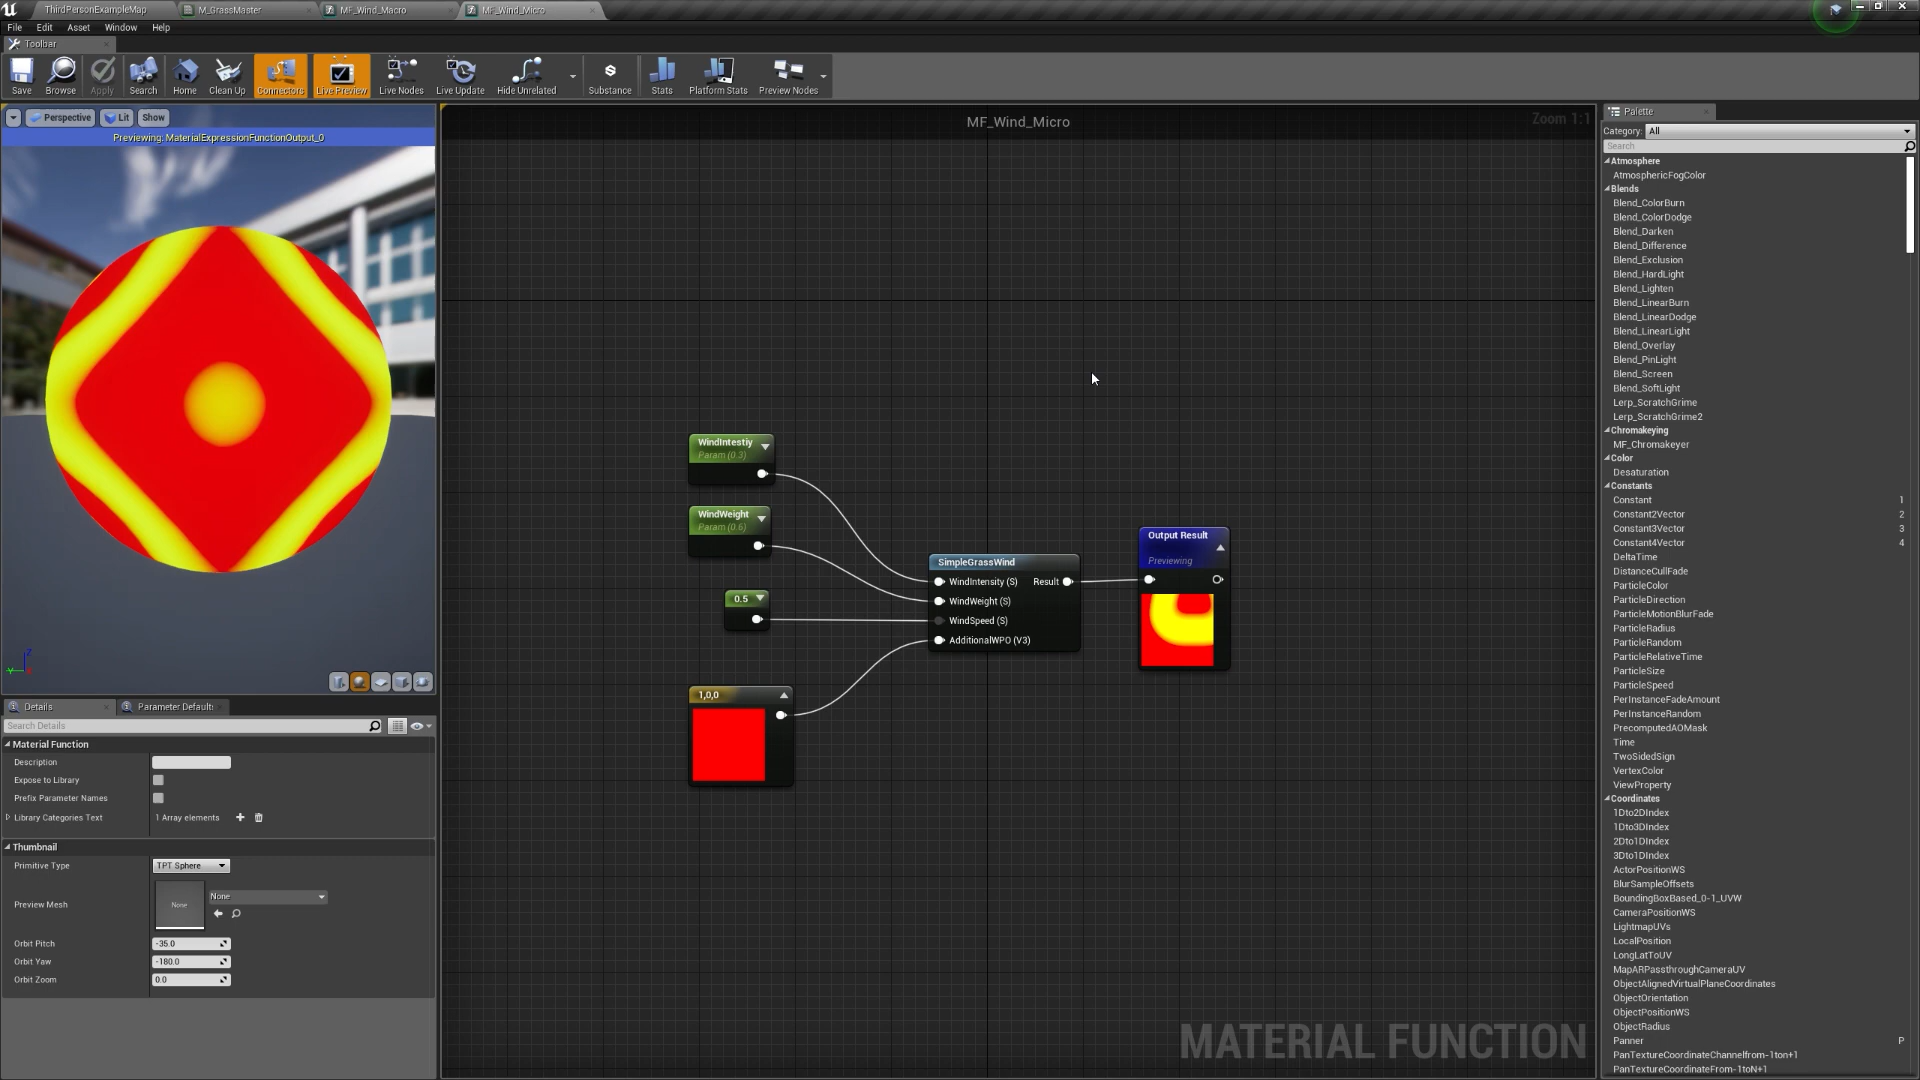 ThirdPersonExampleMap
M_GrassMaster
MF_Wind_Macro
MF_Wind_Micro
File Edit Asset Window Help
Toolbar
Save Browse Apply Search Home Clean Up Connectors Live Preview Live Nodes Live Update Hide Unrelated Substance Stats Platform Stats Preview Nodes
Perspective Lit Show
Previewing: MaterialExpressionFunctionOutput_0
Details
Parameter Default
Search Details
Material Function
Description
Expose to Library
Prefix Parameter Names
Library Categories Text 1 Array elements
Thumbnail
Primitive Type TPT Sphere
Preview Mesh None None
Orbit Pitch -35.0
Orbit Yaw -180.0
Orbit Zoom 0.0
MF_Wind_Micro
Zoom 1:1
WindIntestiy
Param (0.3)
WindWeight
Param (0.6)
0.5
1,0,0
SimpleGrassWind
WindIntensity (S) Result
WindWeight (S)
WindSpeed (S)
AdditionalWPO (V3)
Output Result
Previewing
MATERIAL FUNCTION
Palette
Category: All
Search
Atmosphere
AtmosphericFogColor
Blends
Blend_ColorBurn
Blend_ColorDodge
Blend_Darken
Blend_Difference
Blend_Exclusion
Blend_HardLight
Blend_Lighten
Blend_LinearBurn
Blend_LinearDodge
Blend_LinearLight
Blend_Overlay
Blend_PinLight
Blend_Screen
Blend_SoftLight
Lerp_ScratchGrime
Lerp_ScratchGrime2
Chromakeying
MF_Chromakeyer
Color
Desaturation
Constants
Constant 1
Constant2Vector 2
Constant3Vector 3
Constant4Vector 4
DeltaTime
DistanceCullFade
ParticleColor
ParticleDirection
ParticleMotionBlurFade
ParticleRadius
ParticleRandom
ParticleRelativeTime
ParticleSize
ParticleSpeed
PerInstanceFadeAmount
PerInstanceRandom
PrecomputedAOMask
Time
TwoSidedSign
VertexColor
ViewProperty
Coordinates
1Dto2DIndex
1Dto3DIndex
2Dto1DIndex
3Dto1DIndex
ActorPositionWS
BlurSampleOffsets
BoundingBoxBased_0-1_UVW
CameraPositionWS
LightmapUVs
LocalPosition
LongLatToUV
MapARPassthroughCameraUV
ObjectAlignedVirtualPlaneCoordinates
ObjectOrientation
ObjectPositionWS
ObjectRadius
Panner P
PanTextureCoordinateChannelfrom-1ton+1
PanTextureCoordinateFrom-1toN+1